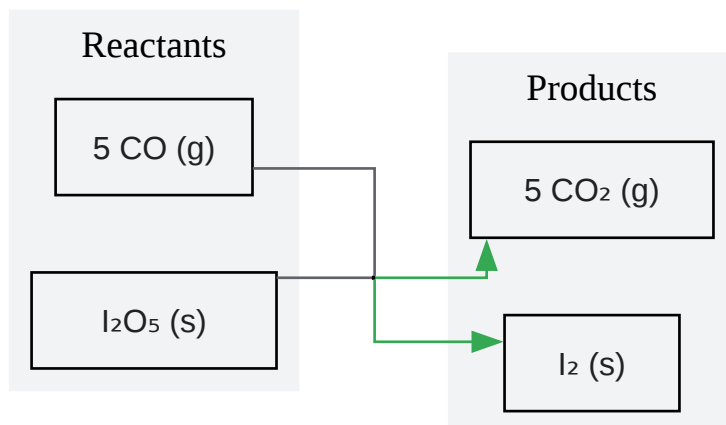 Reactants
5 CO (g)
I₂O₅ (s)
Products
5 CO₂ (g)
I₂ (s)